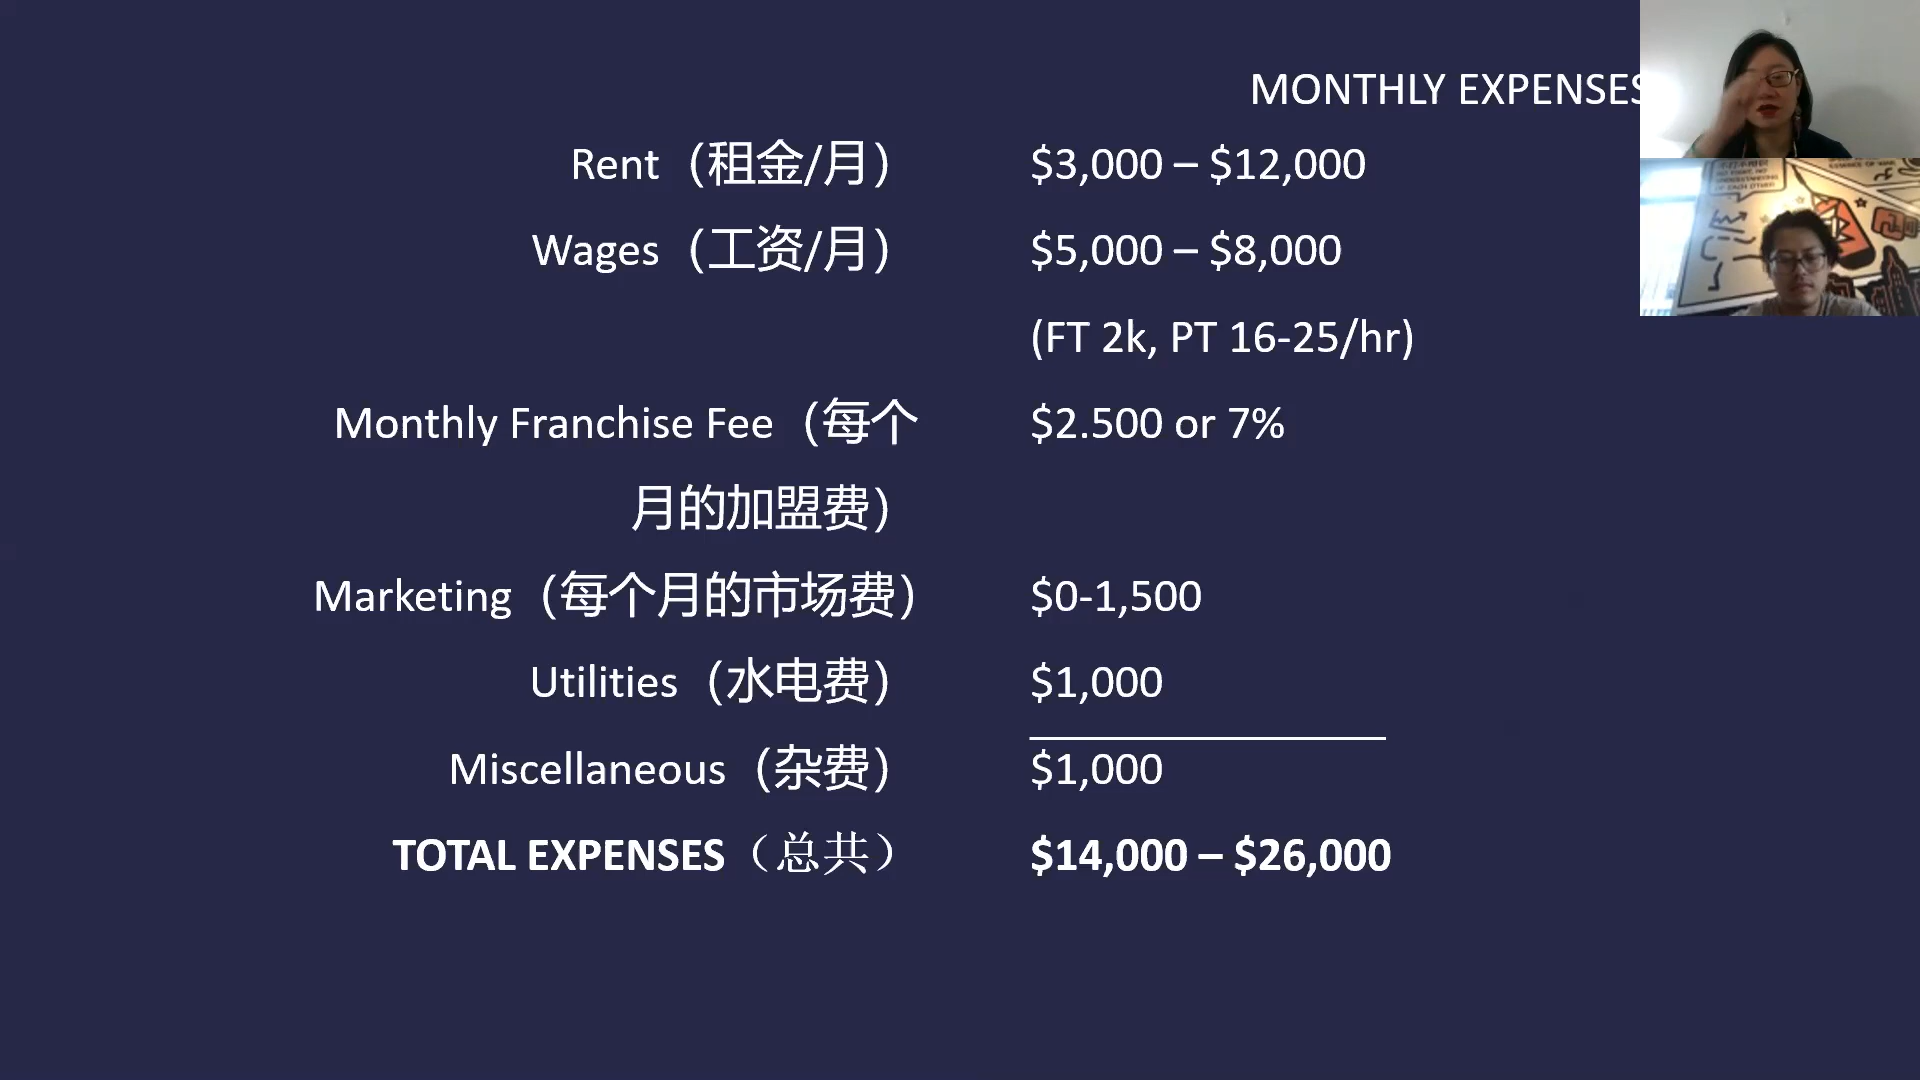 MONTHLY EXPENSES
Rent（租金/月） $3,000 – $12,000
Wages（工资/月） $5,000 – $8,000
(FT 2k, PT 16-25/hr)
Monthly Franchise Fee（每个 $2.500 or 7%
月的加盟费）
Marketing（每个月的市场费） $0-1,500
Utilities（水电费） $1,000
Miscellaneous（杂费） $1,000
TOTAL EXPENSES（总共） $14,000 – $26,000